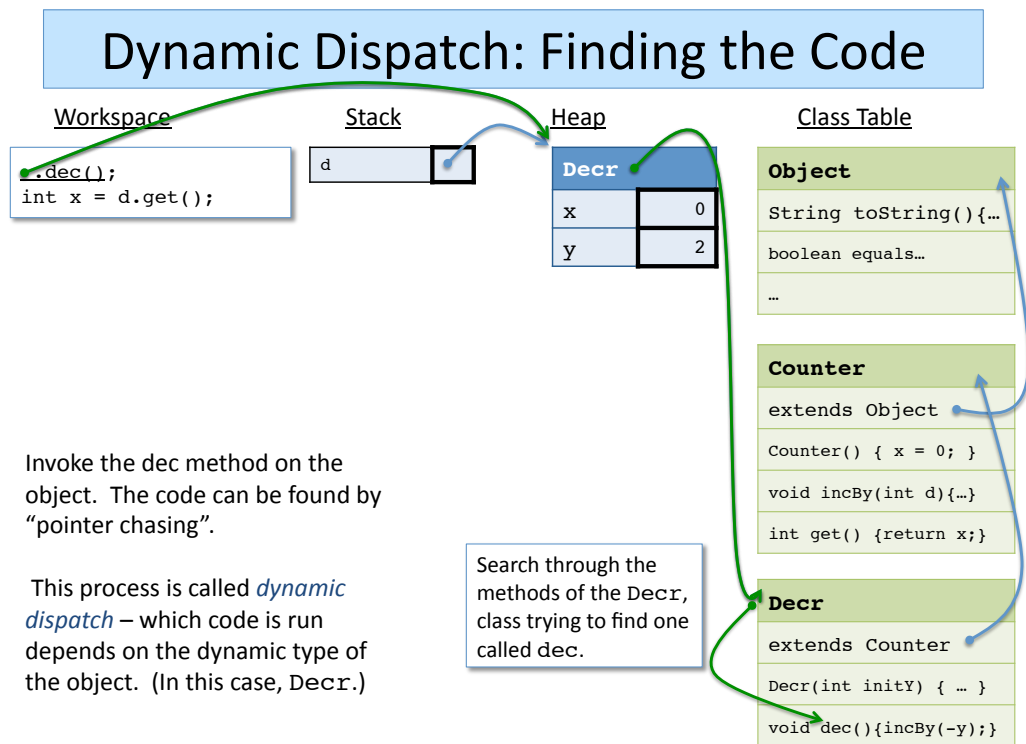 Dynamic Dispatch: Finding the Code
Workspace
Stack
Heap
Class Table
.dec();
int x = d.get();
d
Decr
x 0
y 2
Object
String toString(){…
boolean equals…
…
Counter
extends Object
Counter() { x = 0; }
void incBy(int d){…}
int get() {return x;}
Decr
extends Counter
Decr(int initY) { … }
void dec(){incBy(-y);}
Invoke the dec method on the
object. The code can be found by
“pointer chasing”.
This process is called dynamic
dispatch – which code is run
depends on the dynamic type of
the object. (In this case, Decr.)
Search through the
methods of the Decr,
class trying to find one
called dec.